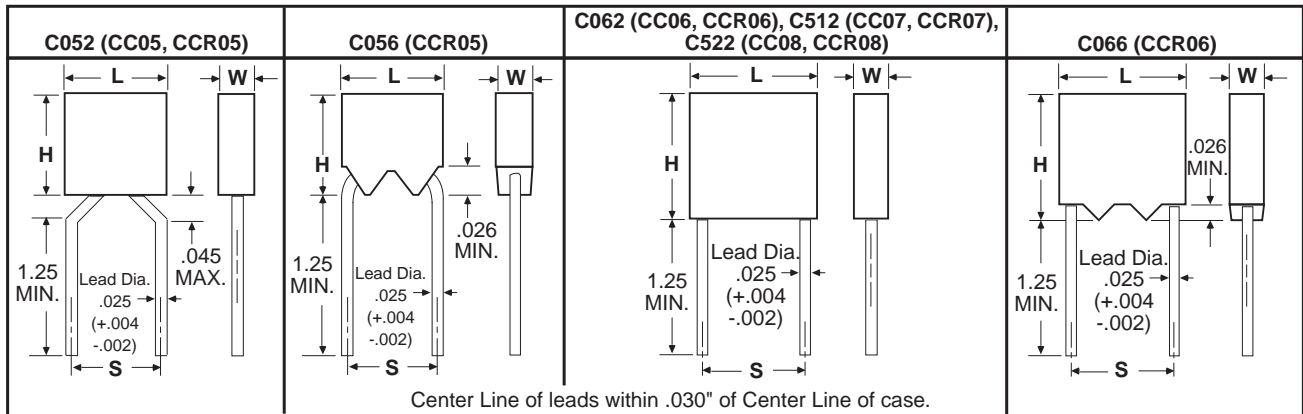 C052 (CC05, CCR05)
L
W
H
1.25
MIN.
.045
MAX.
Lead Dia.
.025
(+.004
-.002)
S
C056 (CCR05)
L
W
H
.026
MIN.
1.25
MIN.
Lead Dia.
.025
(+.004
-.002)
S
C062 (CC06, CCR06), C512 (CC07, CCR07),
C522 (CC08, CCR08)
L
W
H
1.25
MIN.
Lead Dia.
.025
(+.004
-.002)
S
C066 (CCR06)
L
W
H
.026
MIN.
1.25
MIN.
Lead Dia.
.025
(+.004
-.002)
S
Center Line of leads within .030" of Center Line of case.